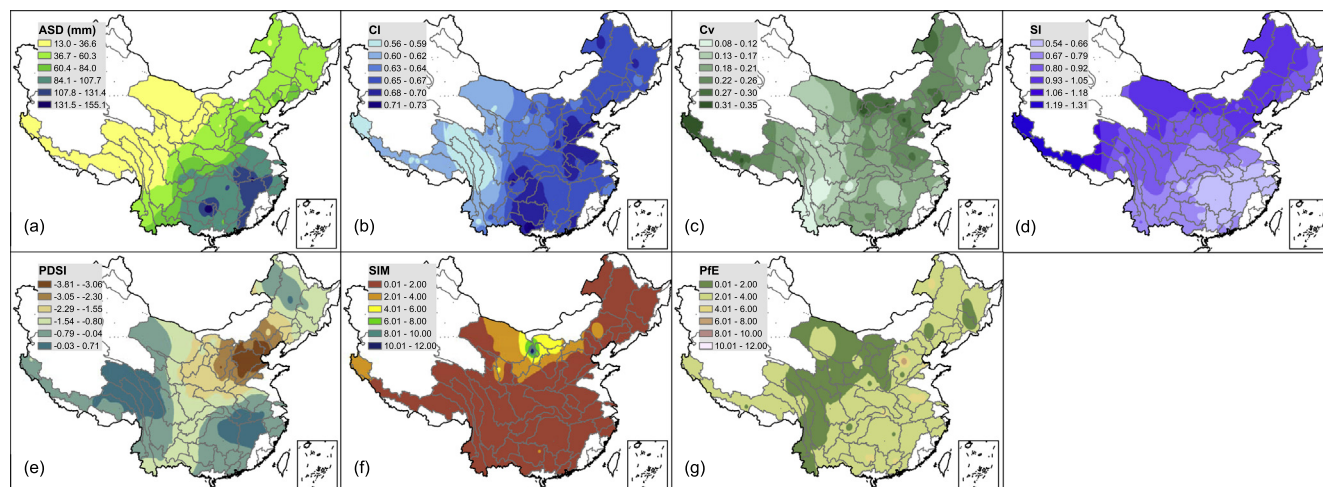 ASD (mm)
13.0 - 36.6
36.7 - 60.3
60.4 - 84.0
84.1 - 107.7
107.8 - 131.4
131.5 - 155.1
(a)
CI
0.56 - 0.59
0.60 - 0.62
0.63 - 0.64
0.65 - 0.67
0.68 - 0.70
0.71 - 0.73
(b)
Cv
0.08 - 0.12
0.13 - 0.17
0.18 - 0.21
0.22 - 0.26
0.27 - 0.30
0.31 - 0.35
(c)
SI
0.54 - 0.66
0.67 - 0.79
0.80 - 0.92
0.93 - 1.05
1.06 - 1.18
1.19 - 1.31
(d)
PDSI
-3.81 - -3.06
-3.05 - -2.30
-2.29 - -1.55
-1.54 - -0.80
-0.79 - -0.04
-0.03 - 0.71
(e)
SIM
0.01 - 2.00
2.01 - 4.00
4.01 - 6.00
6.01 - 8.00
8.01 - 10.00
10.01 - 12.00
(f)
PfE
0.01 - 2.00
2.01 - 4.00
4.01 - 6.00
6.01 - 8.00
8.01 - 10.00
10.01 - 12.00
(g)